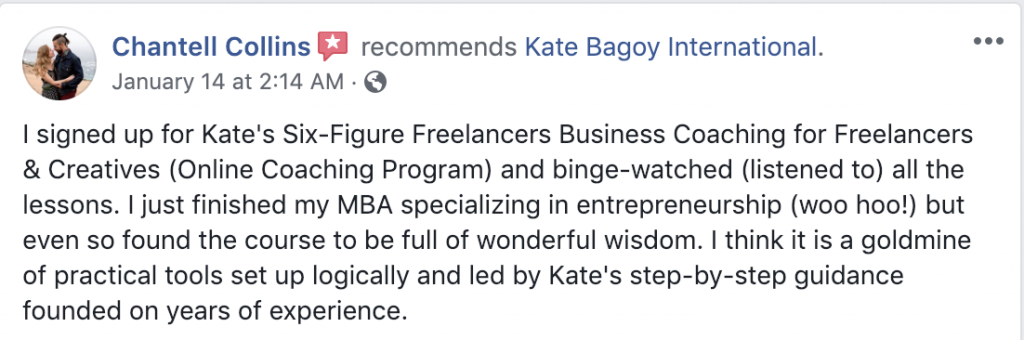 Chantell Collins recommends Kate Bagoy International.
January 14 at 2:14 AM ·
I signed up for Kate's Six-Figure Freelancers Business Coaching for Freelancers
& Creatives (Online Coaching Program) and binge-watched (listened to) all the
lessons. I just finished my MBA specializing in entrepreneurship (woo hoo!) but
even so found the course to be full of wonderful wisdom. I think it is a goldmine
of practical tools set up logically and led by Kate's step-by-step guidance
founded on years of experience.